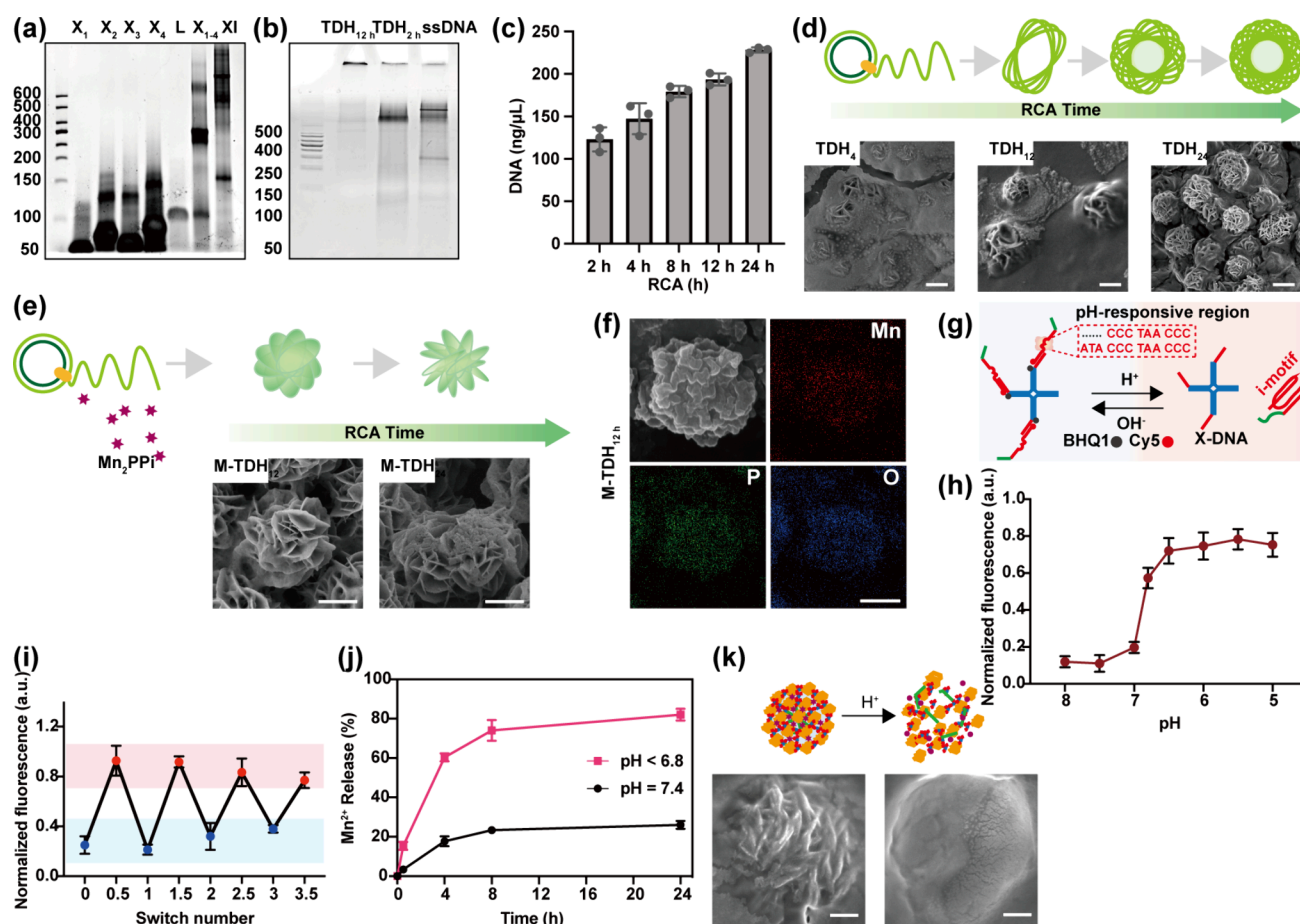 (a) X₁ X₂ X₃ X₄ L X₁₋₄ XI
600
500
400
300
200
100
50
(b) TDH₁₂ ₕ TDH₂ ₕ ssDNA
500
400
250
150
100
50
(c)
DNA (ng/μL)
250
200
150
100
50
0
2 h 4 h 8 h 12 h 24 h
RCA (h)
(d)
RCA Time
TDH₄ TDH₁₂ TDH₂₄
(e)
Mn₂PPi
RCA Time
M-TDH₁₂ M-TDH
(f)
M-TDH₁₂ ₕ
Mn
P
O
(g)
pH-responsive region
...... CCC TAA CCC
ATA CCC TAA CCC
H⁺
OH⁻
BHQ1 Cy5
X-DNA
i-motif
(h)
Normalized fluorescence (a.u.)
1.0
0.8
0.6
0.4
0.2
0.0
8 7 6 5
pH
(i)
Normalized fluorescence (a.u.)
1.2
0.8
0.4
0.0
0 0.5 1 1.5 2 2.5 3 3.5
Switch number
(j)
Mn²⁺ Release (%)
100
80
60
40
20
0
pH < 6.8
pH = 7.4
0 4 8 12 16 20 24
Time (h)
(k)
H⁺